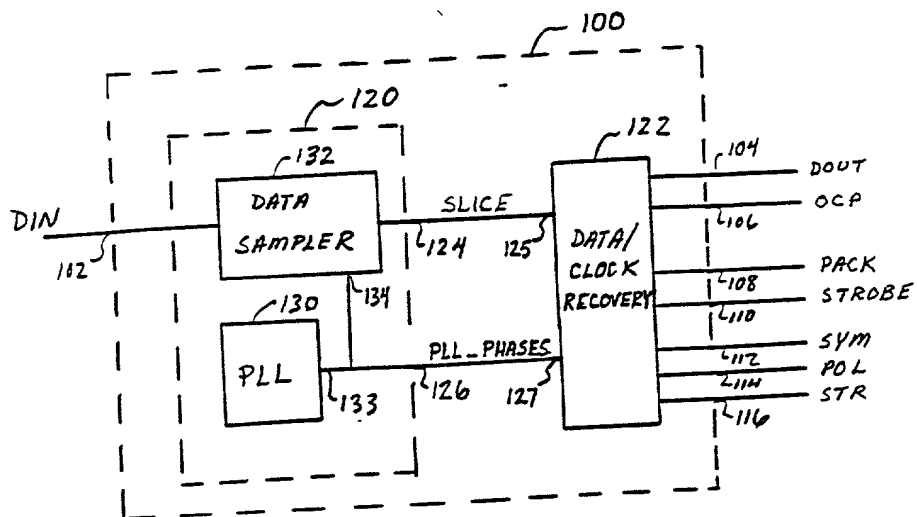 100
120
132
122
DIN
102
DATA
SAMPLER
SLICE
124
125
134
130
PLL
133
PLL_PHASES
126
127
DATA/
CLOCK
RECOVERY
104
DOUT
106
OCP
108
PACK
110
STROBE
112
SYM
114
POL
116
STR